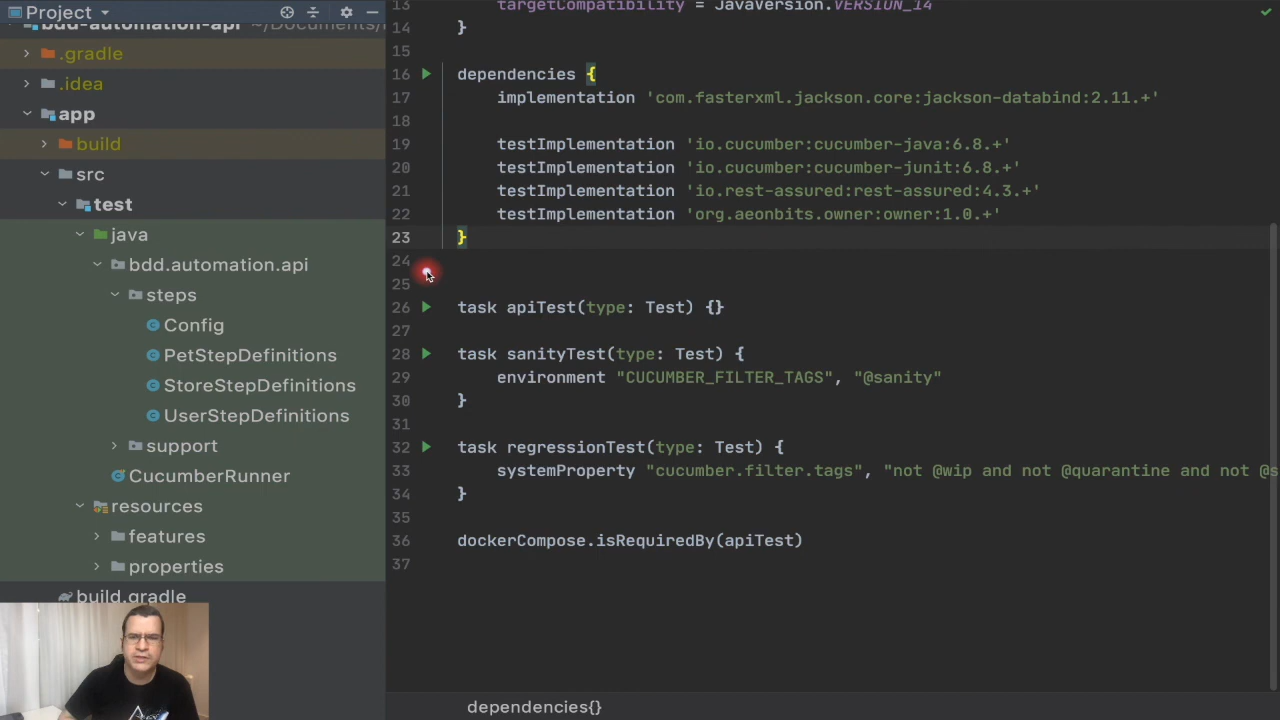 Project
bdd-automation-api ~/Documents/
.gradle
.idea
app
build
src
test
java
bdd.automation.api
steps
Config
PetStepDefinitions
StoreStepDefinitions
UserStepDefinitions
support
CucumberRunner
resources
features
properties
build.gradle
13 targetCompatibility = JavaVersion.VERSION_14
14 }
15
16 dependencies {
17 implementation 'com.fasterxml.jackson.core:jackson-databind:2.11.+'
18
19 testImplementation 'io.cucumber:cucumber-java:6.8.+'
20 testImplementation 'io.cucumber:cucumber-junit:6.8.+'
21 testImplementation 'io.rest-assured:rest-assured:4.3.+'
22 testImplementation 'org.aeonbits.owner:owner:1.0.+'
23 }
24
25
26 task apiTest(type: Test) {}
27
28 task sanityTest(type: Test) {
29 environment "CUCUMBER_FILTER_TAGS", "@sanity"
30 }
31
32 task regressionTest(type: Test) {
33 systemProperty "cucumber.filter.tags", "not @wip and not @quarantine and not @s
34 }
35
36 dockerCompose.isRequiredBy(apiTest)
37
dependencies{}